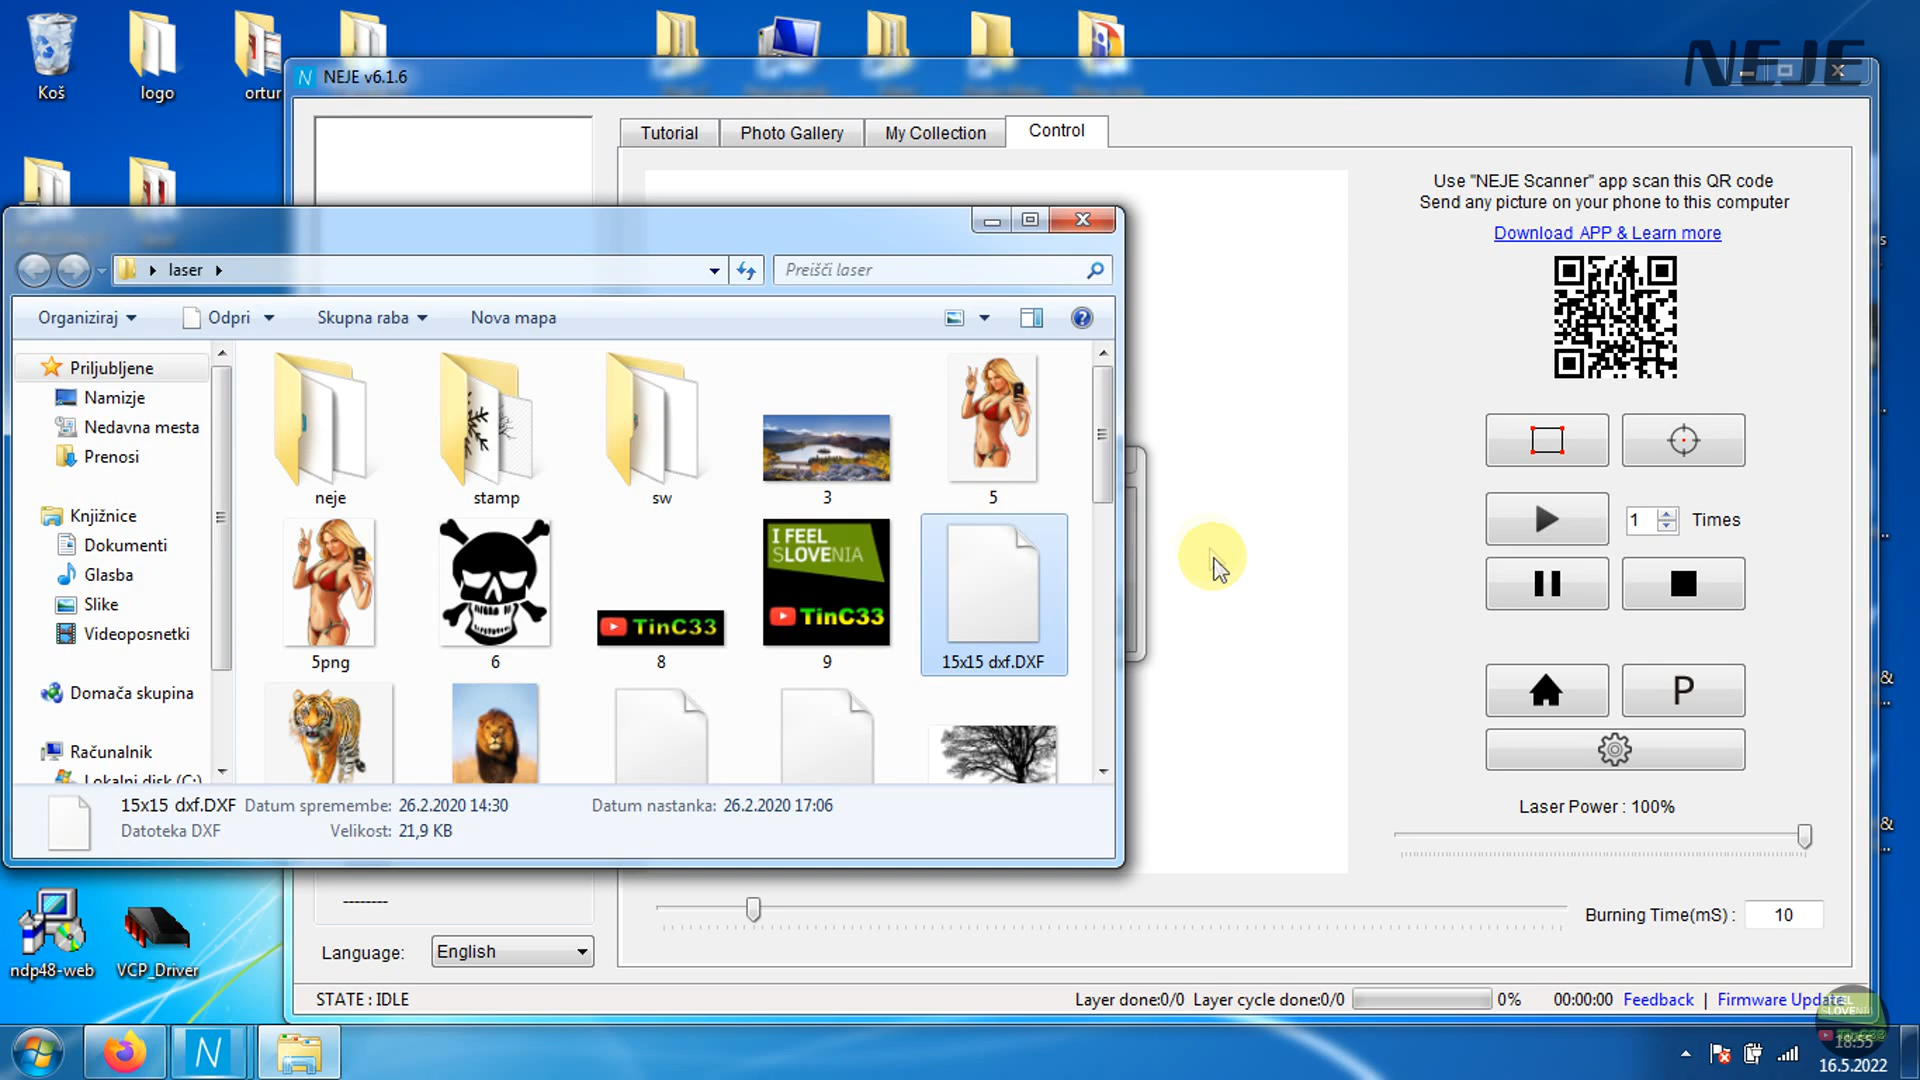 Koš
logo
ortur
NEJE v6.1.6
NEJE
Tutorial
Photo Gallery
My Collection
Control
Use "NEJE Scanner" app scan this QR code
Send any picture on your phone to this computer
Download APP & Learn more
laser
Preišči laser
Organiziraj
Odpri
Skupna raba
Nova mapa
Priljubljene
Namizje
Nedavna mesta
Prenosi
Knjižnice
Dokumenti
Glasba
Slike
Videoposnetki
Domača skupina
Računalnik
Lokalni disk (C:)
neje
stamp
sw
3
5
5png
6
TinC33
8
I FEEL
SLOVENIA
TinC33
9
15x15 dxf.DXF
15x15 dxf.DXF
Datum spremembe: 26.2.2020 14:30
Datum nastanka: 26.2.2020 17:06
Datoteka DXF
Velikost: 21,9 KB
1
Times
P
Laser Power : 100%
Burning Time(mS) :
10
--------
Language:
English
ndp48-web
VCP_Driver
STATE : IDLE
Layer done:0/0
Layer cycle done:0/0
0%
00:00:00
Feedback
|
Firmware Update
N
18:55
16.5.2022